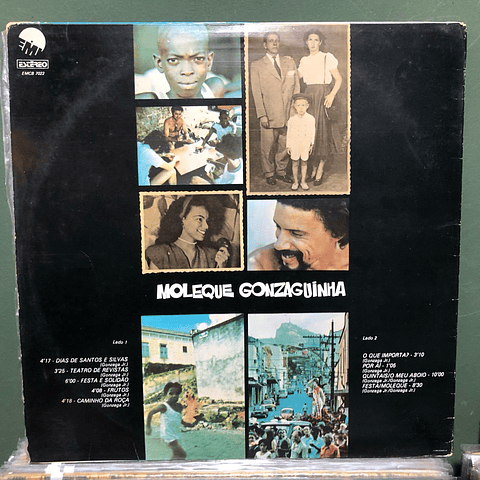 EMI
ESTÉREO
EMCB 7022
MOLEQUE GONZAGUINHA
Lado 1
4'17 - DIAS DE SANTOS E SILVAS
(Gonzaga Jr.)
3'25 - TEATRO DE REVISTAS
(Gonzaga Jr.)
6'00 - FESTA E SOLIDÃO
(Gonzaga Jr.)
4'08 - FRUTOS
(Gonzaga Jr.)
4'18 - CAMINHO DA ROÇA
(Gonzaga Jr.)
Lado 2
O QUE IMPORTA? - 3'10
(Gonzaga Jr.)
POR AÍ - 1'05
(Gonzaga Jr.)
QUINTAIS/O MEU ABOIO - 10'00
(Gonzaga Jr./Gonzaga Jr.)
FESTA/MOLEQUE - 8'30
(Gonzaga Jr./Gonzaga Jr.)